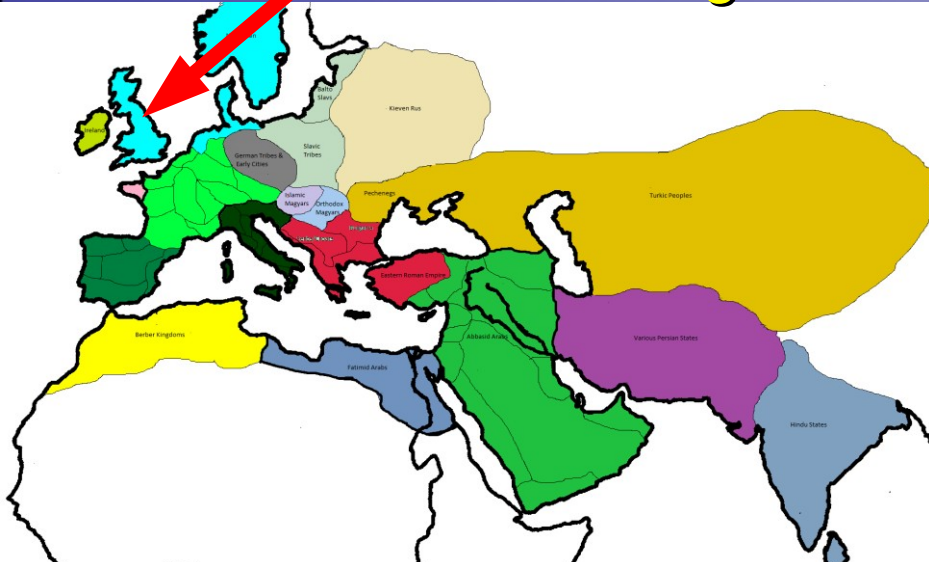 Balto
Slavs
Kieven Rus
Ireland
German Tribes &
Early Cities
Slavic
Tribes
Islamic
Magyars
Orthodox
Magyars
Pechenegs
Turkic Peoples
Eastern Roman Empire
Berber Kingdoms
Fatimid Arabs
Abbasid Arabs
Vanous Persian States
Hindu States